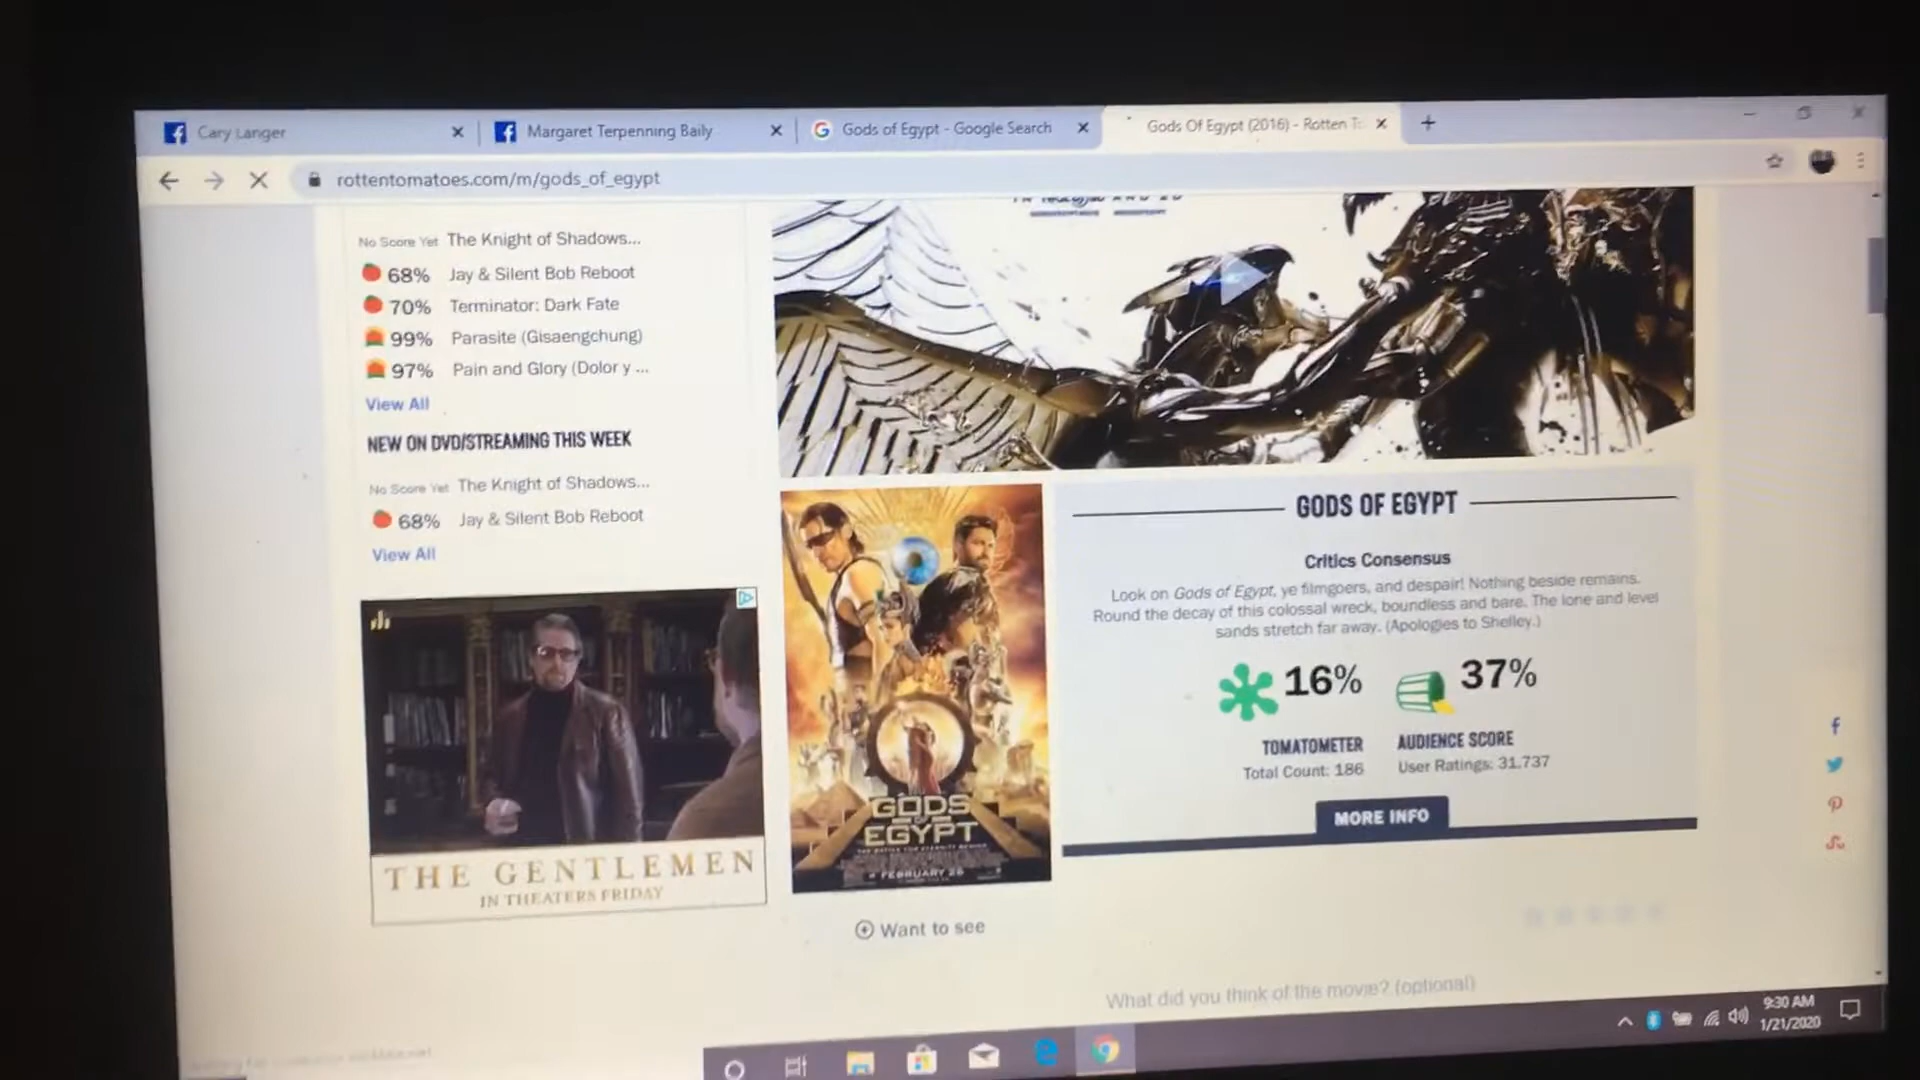 Cary Langer
Margaret Terpenning Baily
Gods of Egypt - Google Search
Gods Of Egypt (2016) - Rotten T
rottentomatoes.com/m/gods_of_egypt
No Score Yet The Knight of Shadows...
68% Jay & Silent Bob Reboot
70% Terminator: Dark Fate
99% Parasite (Gisaengchung)
97% Pain and Glory (Dolor y ...
View All
NEW ON DVD/STREAMING THIS WEEK
No Score Yet The Knight of Shadows...
68% Jay & Silent Bob Reboot
View All
THE GENTLEMEN
IN THEATERS FRIDAY
GODS
OF
EGYPT
THE BATTLE FOR ETERNITY BEGINS
FEBRUARY 26
Want to see
GODS OF EGYPT
Critics Consensus
Look on Gods of Egypt, ye filmgoers, and despair! Nothing beside remains.
Round the decay of this colossal wreck, boundless and bare. The lone and level
sands stretch far away. (Apologies to Shelley.)
16% 37%
TOMATOMETER AUDIENCE SCORE
Total Count: 186 User Ratings: 31,737
MORE INFO
What did you think of the movie? (optional)
9:30 AM
1/21/2020